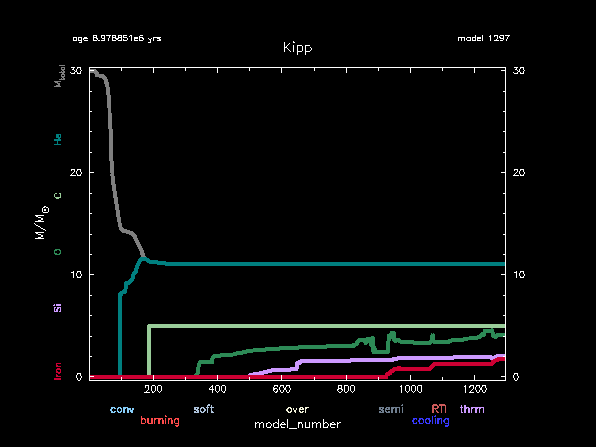 age 8.978851e6 yrs
model 1297
Kipp
M/M☉
M_total
He
C
O
Si
Iron
30
20
10
0
30
20
10
0
200 400 600 800 1000 1200
conv soft over semi RTI thrm
burning cooling
model_number